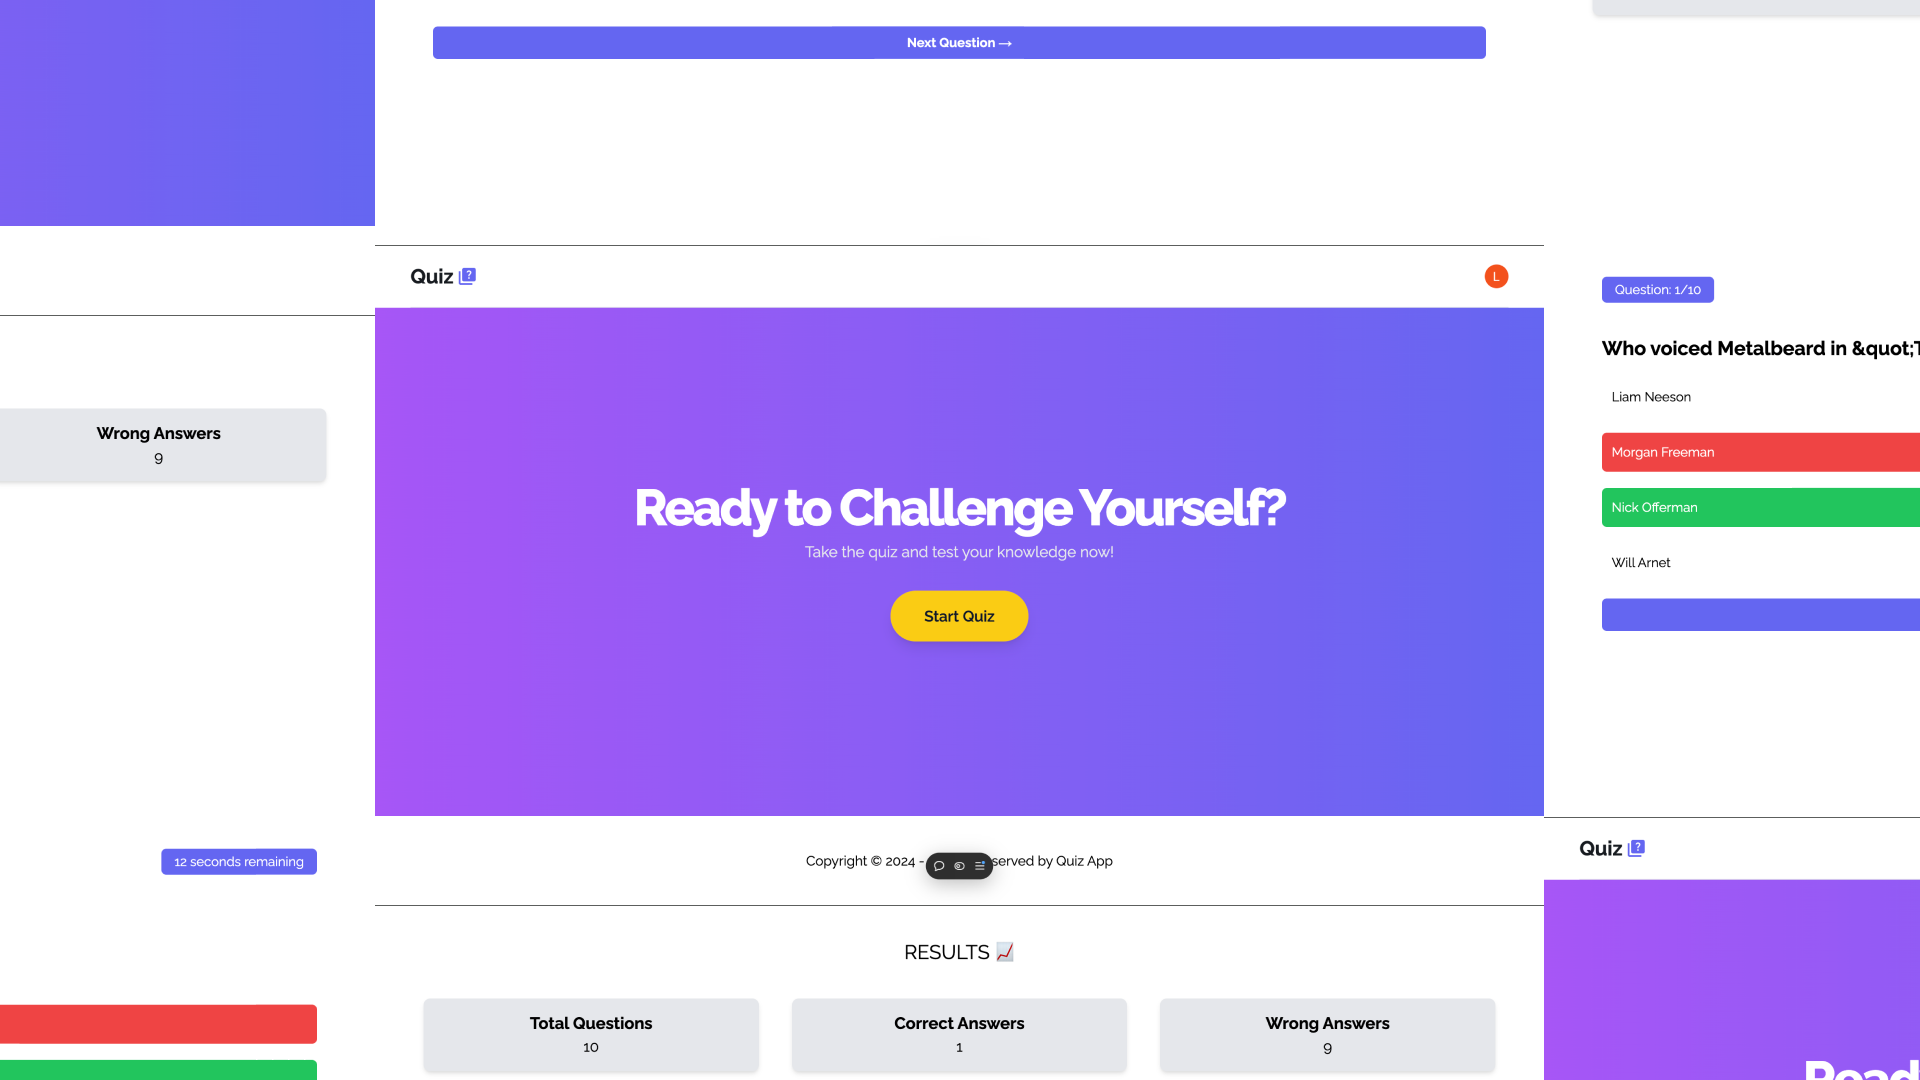 Next Question →
Quiz
?
L
Ready to Challenge Yourself?
Take the quiz and test your knowledge now!
Start Quiz
Copyright © 2024 -
served by Quiz App
RESULTS
Total Questions
10
Correct Answers
1
Wrong Answers
9
Wrong Answers
9
12 seconds remaining
Question: 1/10
Who voiced Metalbeard in &quot;T
Liam Neeson
Morgan Freeman
Nick Offerman
Will Arnet
Quiz
?
Read